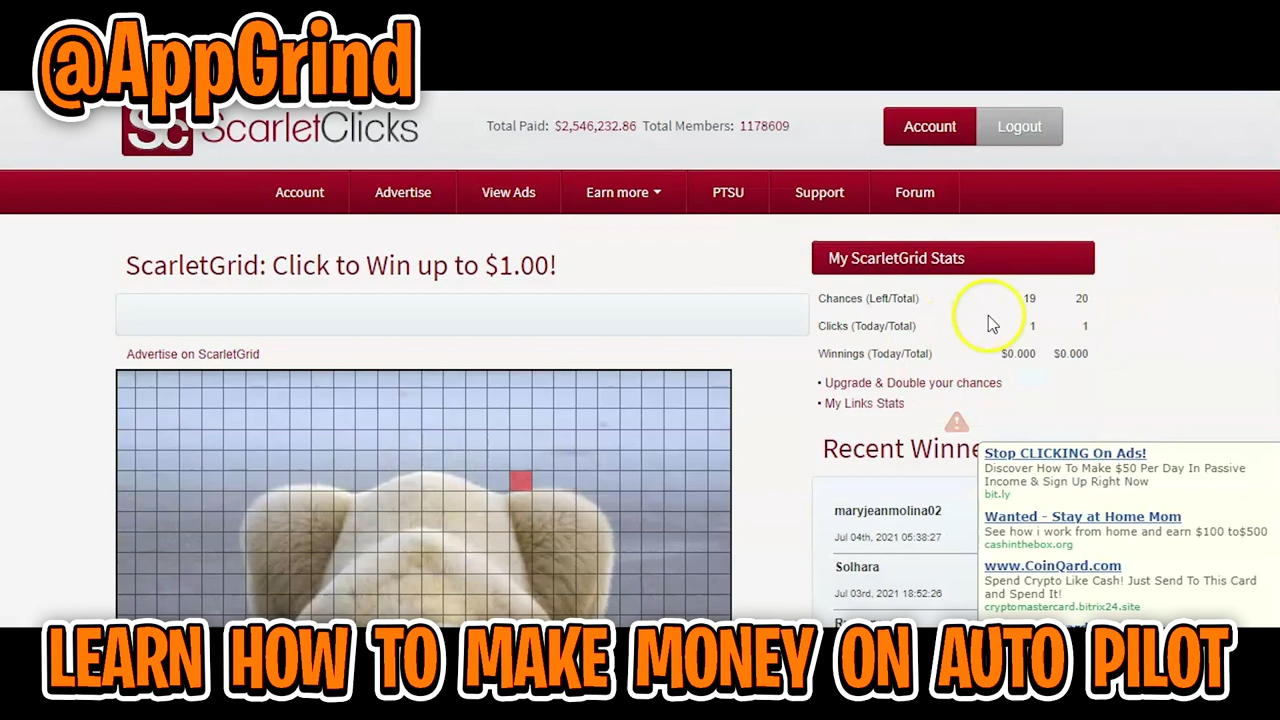 @AppGrind
Sc ScarletClicks
Total Paid: $2,546,232.86 Total Members: 1178609
Account Logout
Account Advertise View Ads Earn more PTSU Support Forum
ScarletGrid: Click to Win up to $1.00!
Advertise on ScarletGrid
My ScarletGrid Stats
Chances (Left/Total) 19 20
Clicks (Today/Total) 1 1
Winnings (Today/Total) $0.000 $0.000
• Upgrade & Double your chances
• My Links Stats
Recent Winne
maryjeanmolina02
Jul 04th, 2021 05:38:27
Solhara
Jul 03rd, 2021 18:52:26
Stop CLICKING On Ads!
Discover How To Make $50 Per Day In Passive
Income & Sign Up Right Now
bit.ly
Wanted - Stay at Home Mom
See how i work from home and earn $100 to$500
cashinthebox.org
www.CoinQard.com
Spend Crypto Like Cash! Just Send To This Card
and Spend It!
cryptomastercard.bitrix24.site
LEARN HOW TO MAKE MONEY ON AUTO PILOT